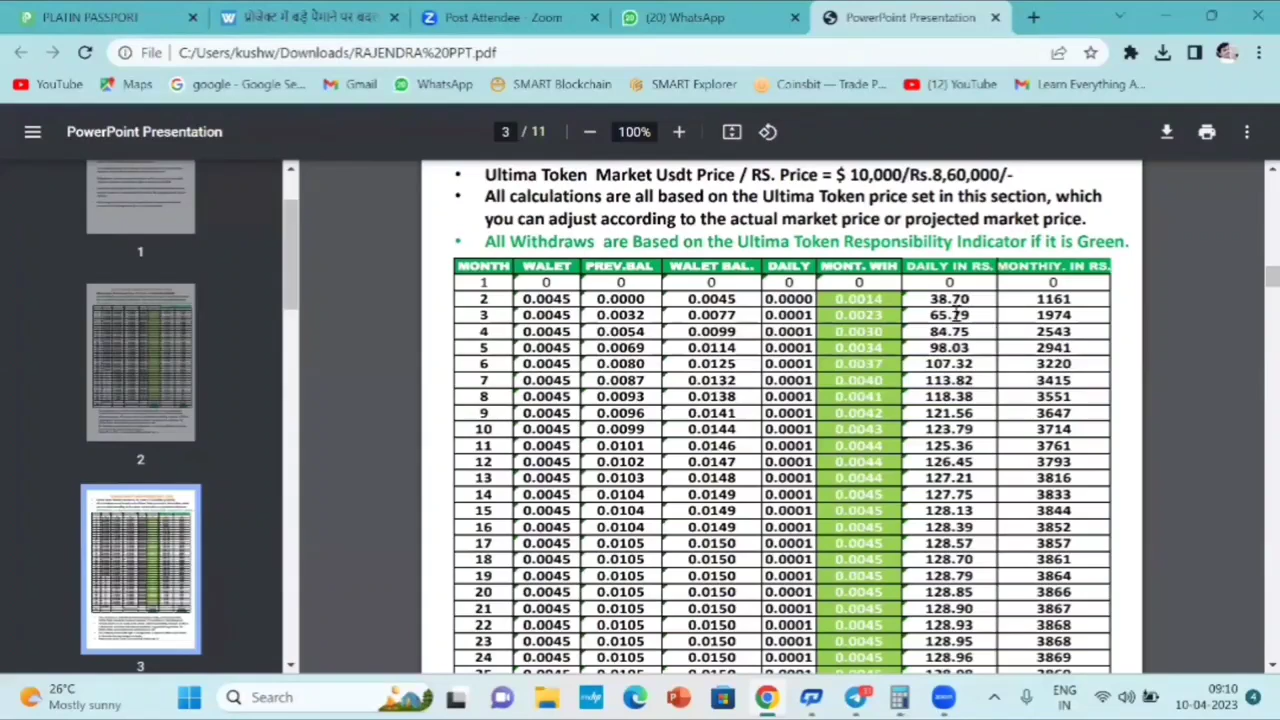 PLATIN PASSPORT
प्रोजेक्ट में बड़े पैमाने पर बदल
Post Attendee - Zoom
(20) WhatsApp
PowerPoint Presentation
File
C:/Users/kushw/Downloads/RAJENDRA%20PPT.pdf
YouTube
Maps
google - Google Se...
Gmail
WhatsApp
SMART Blockchain
SMART Explorer
Coinsbit — Trade P...
(12) YouTube
Learn Everything A...
PowerPoint Presentation
3 / 11
100%
1
2
3
• Ultima Token Market Usdt Price / RS. Price = $ 10,000/Rs.8,60,000/-
• All calculations are all based on the Ultima Token price set in this section, which
you can adjust according to the actual market price or projected market price.
• All Withdraws are Based on the Ultima Token Responsibility Indicator if it is Green.
MONTH WALET PREV.BAL WALET BAL. DAILY MONT. WIH DAILY IN RS. MONTHIY. IN RS.
1 0 0 0 0 0 0 0
2 0.0045 0.0000 0.0045 0.0000 0.0014 38.70 1161
3 0.0045 0.0032 0.0077 0.0001 0.0023 65.79 1974
4 0.0045 0.0054 0.0099 0.0001 0.0030 84.75 2543
5 0.0045 0.0069 0.0114 0.0001 0.0034 98.03 2941
6 0.0045 0.0080 0.0125 0.0001 0.0037 107.32 3220
7 0.0045 0.0087 0.0132 0.0001 0.0040 113.82 3415
8 0.0045 0.0093 0.0138 0.0001 0.0041 118.38 3551
9 0.0045 0.0096 0.0141 0.0001 0.0042 121.56 3647
10 0.0045 0.0099 0.0144 0.0001 0.0043 123.79 3714
11 0.0045 0.0101 0.0146 0.0001 0.0044 125.36 3761
12 0.0045 0.0102 0.0147 0.0001 0.0044 126.45 3793
13 0.0045 0.0103 0.0148 0.0001 0.0044 127.21 3816
14 0.0045 0.0104 0.0149 0.0001 0.0045 127.75 3833
15 0.0045 0.0104 0.0149 0.0001 0.0045 128.13 3844
16 0.0045 0.0104 0.0149 0.0001 0.0045 128.39 3852
17 0.0045 0.0105 0.0150 0.0001 0.0045 128.57 3857
18 0.0045 0.0105 0.0150 0.0001 0.0045 128.70 3861
19 0.0045 0.0105 0.0150 0.0001 0.0045 128.79 3864
20 0.0045 0.0105 0.0150 0.0001 0.0045 128.85 3866
21 0.0045 0.0105 0.0150 0.0001 0.0045 128.90 3867
22 0.0045 0.0105 0.0150 0.0001 0.0045 128.93 3868
23 0.0045 0.0105 0.0150 0.0001 0.0045 128.95 3868
24 0.0045 0.0105 0.0150 0.0001 0.0045 128.96 3869
26°C
Mostly sunny
Search
ENG
IN
09:10
10-04-2023
4